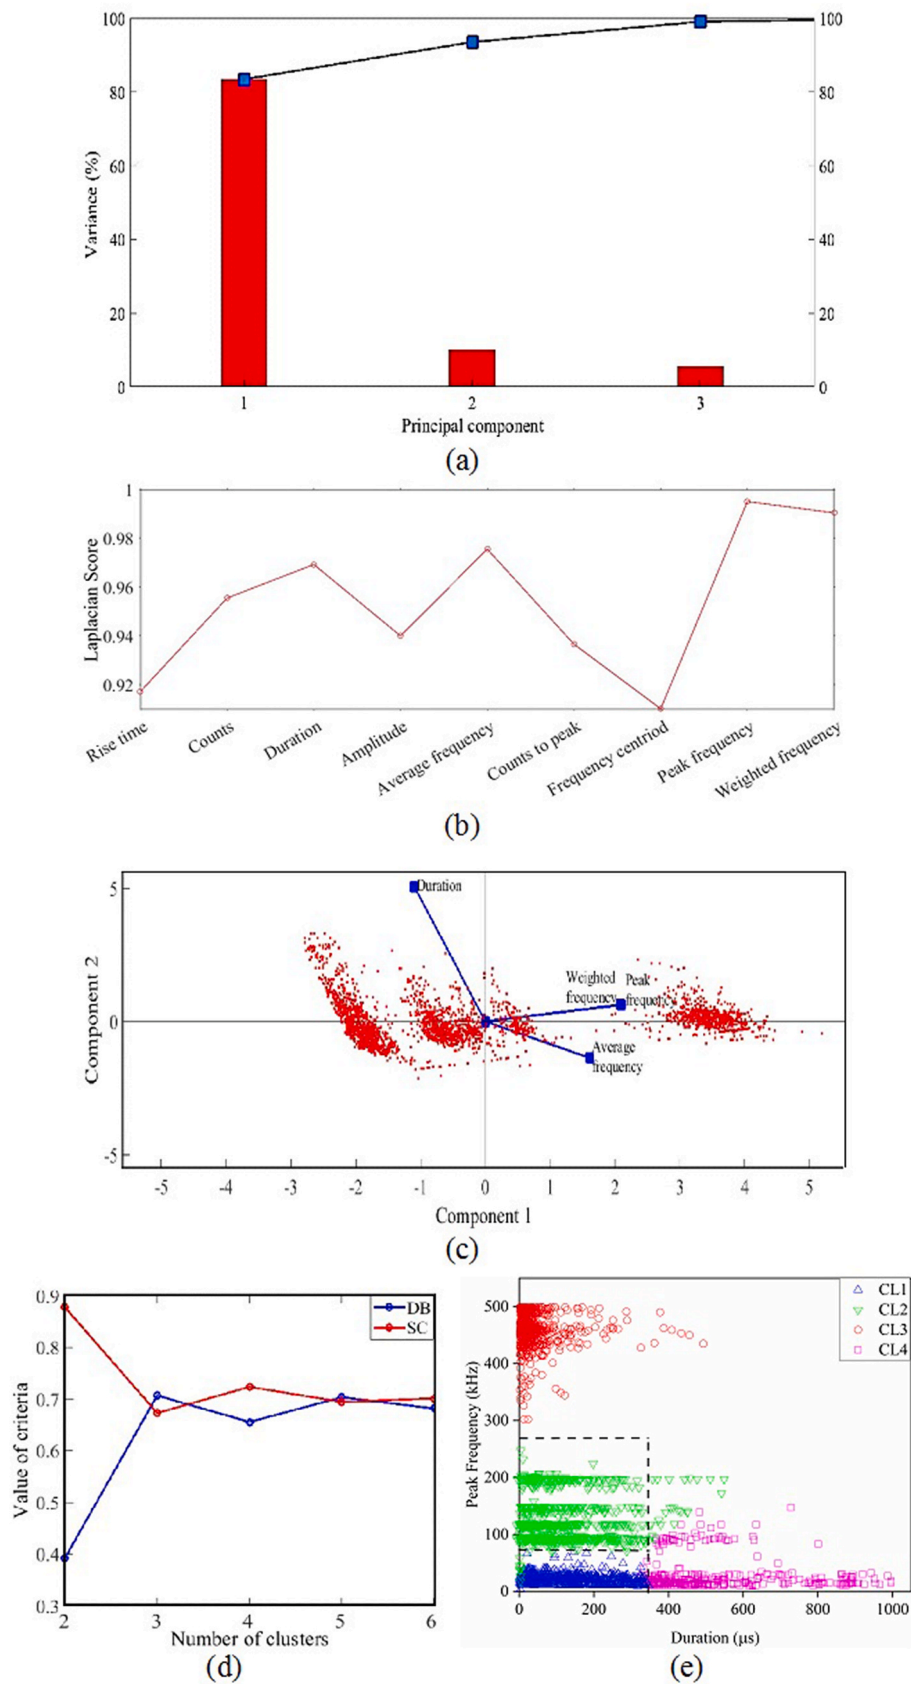 100
80
60
40
20
0
Variance (%)
100
80
60
40
20
0
1 2 3
Principal component
(a)
1
0.98
0.96
0.94
0.92
Laplacian Score
Rise time
Counts
Duration
Amplitude
Average frequency
Counts to peak
Frequency centriod
Peak frequency
Weighted frequency
(b)
5
0
-5
Component 2
Duration
Weighted
frequency
Peak
frequency
Average
frequency
-5 -4 -3 -2 -1 0 1 2 3 4 5
Component 1
(c)
0.9
0.8
0.7
0.6
0.5
0.4
0.3
Value of criteria
DB
SC
2 3 4 5 6
Number of clusters
(d)
500
400
300
200
100
0
Peak Frequency (kHz)
CL1
CL2
CL3
CL4
0 200 400 600 800 1000
Duration (μs)
(e)